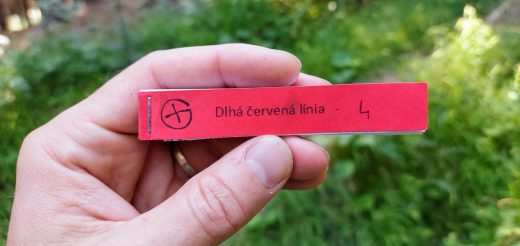 Dlhá červená línia - 4